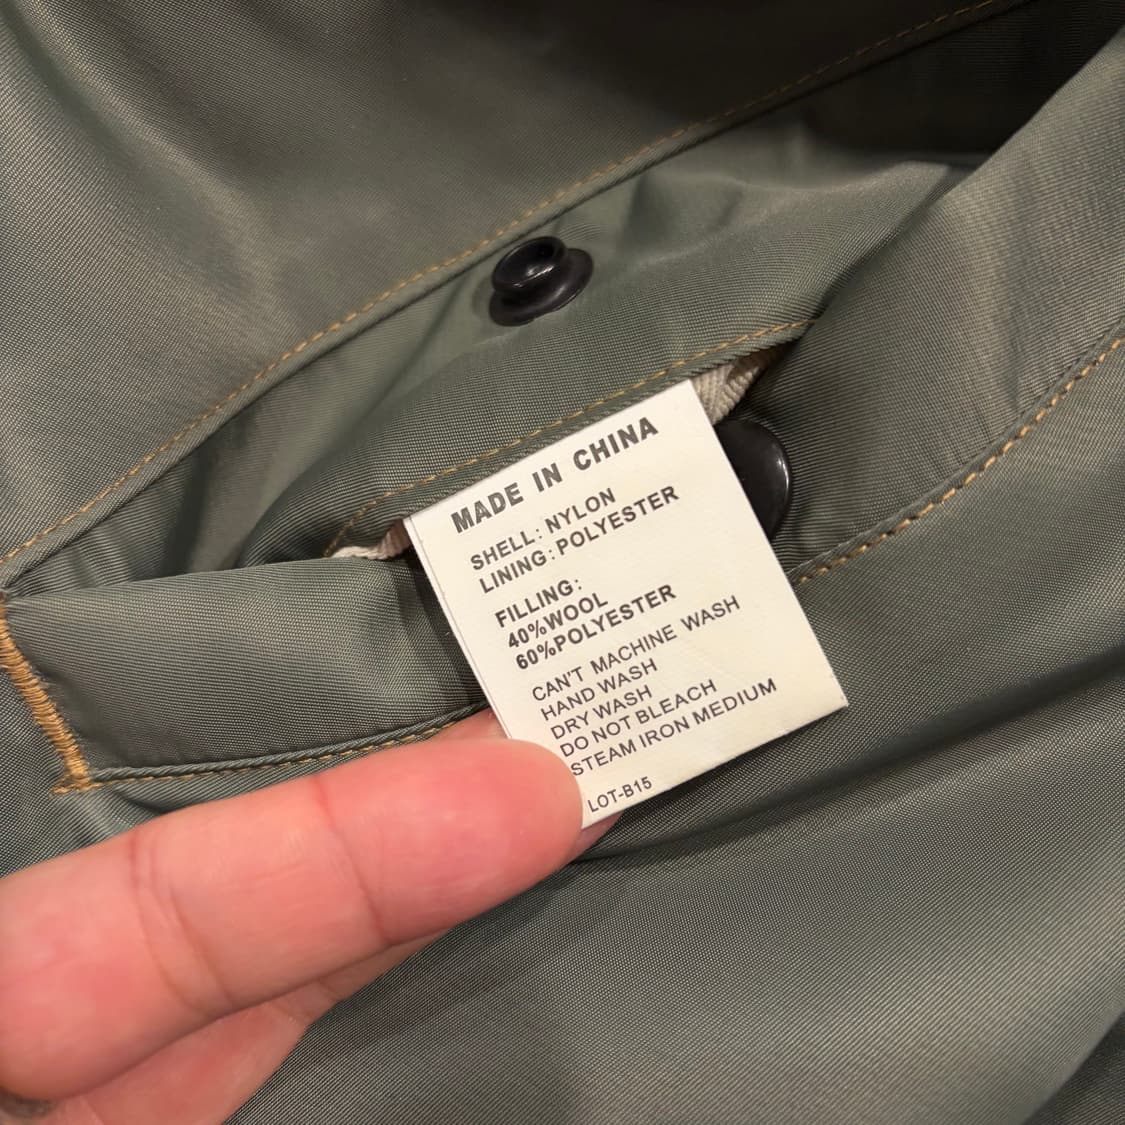 MADE IN CHINA
SHELL: NYLON
LINING: POLYESTER
FILLING:
40%WOOL
60%POLYESTER
CAN'T MACHINE WASH
HAND WASH
DRY WASH
DO NOT BLEACH
STEAM IRON MEDIUM
LOT-B15